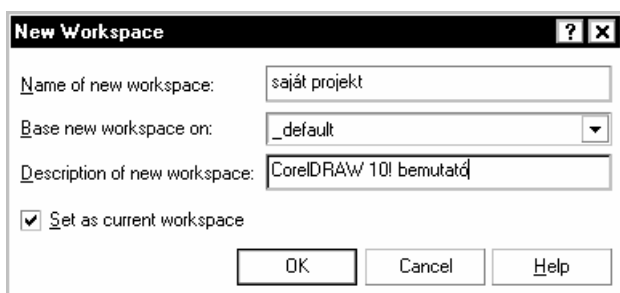 New Workspace
Name of new workspace: saját projekt
Base new workspace on: _default
Description of new workspace: CorelDRAW 10! bemutató
Set as current workspace
OK Cancel Help